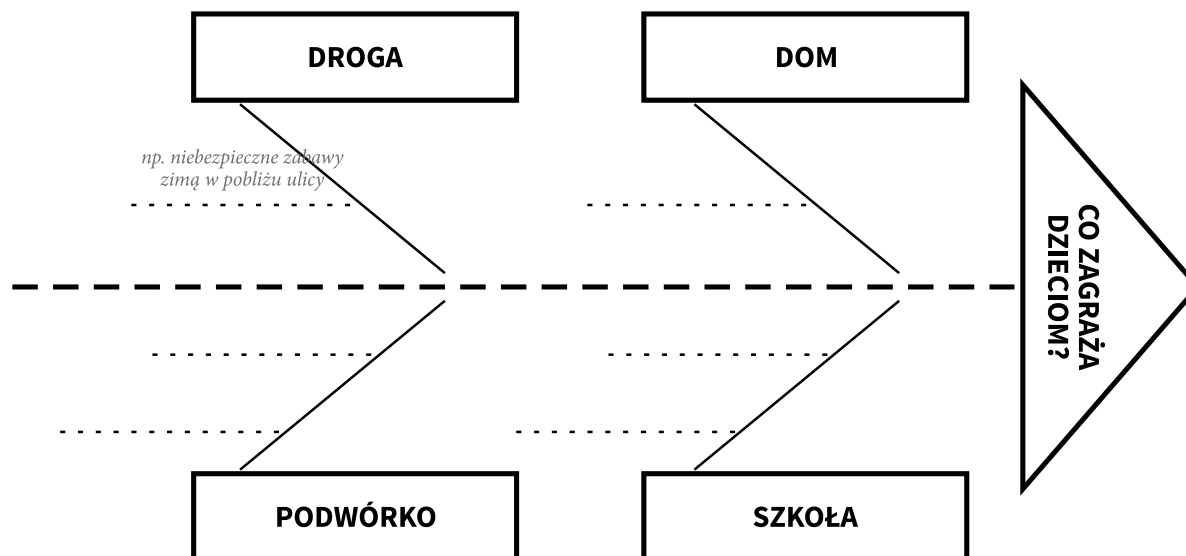 DROGA
DOM
np. niebezpieczne zabawy
zimą w pobliżu ulicy
CO ZAGRAŻA
DZIECIOM?
PODWÓRKO
SZKOŁA